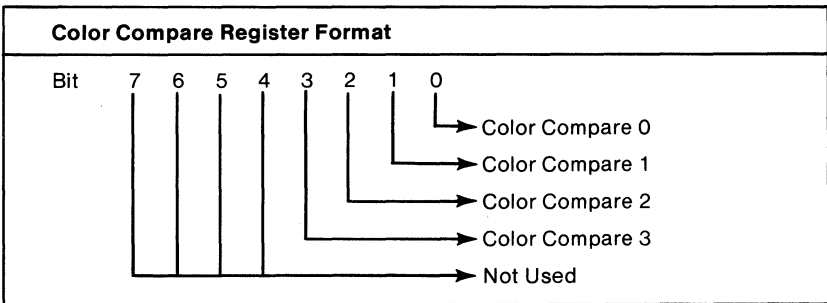 Color Compare Register Format
Bit 7 6 5 4 3 2 1 0
Color Compare 0
Color Compare 1
Color Compare 2
Color Compare 3
Not Used